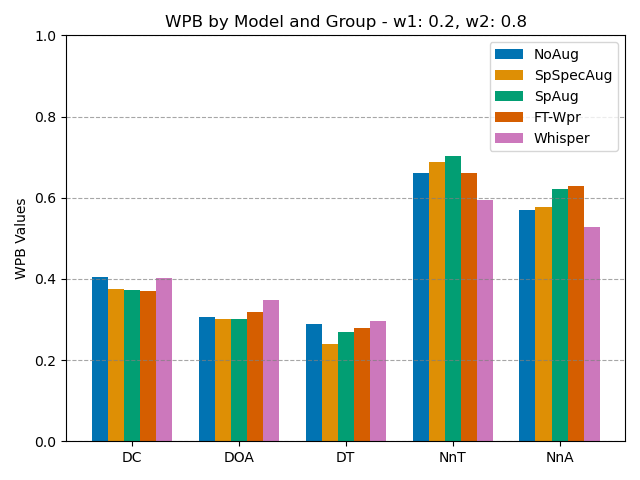 WPB by Model and Group - w1: 0.2, w2: 0.8
1.0
0.8
0.6
0.4
0.2
0.0
WPB Values
NoAug
SpSpecAug
SpAug
FT-Wpr
Whisper
DC
DOA
DT
NnT
NnA